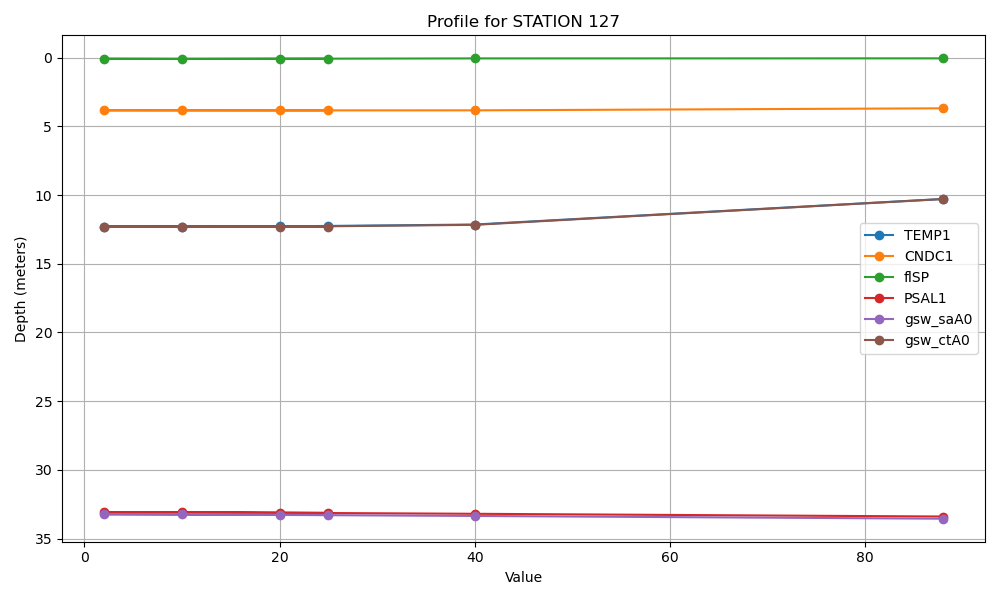 Profile for STATION 127
0
5
10
15
20
25
30
35
Depth (meters)
TEMP1
CNDC1
flSP
PSAL1
gsw_saA0
gsw_ctA0
0
20
40
60
80
Value